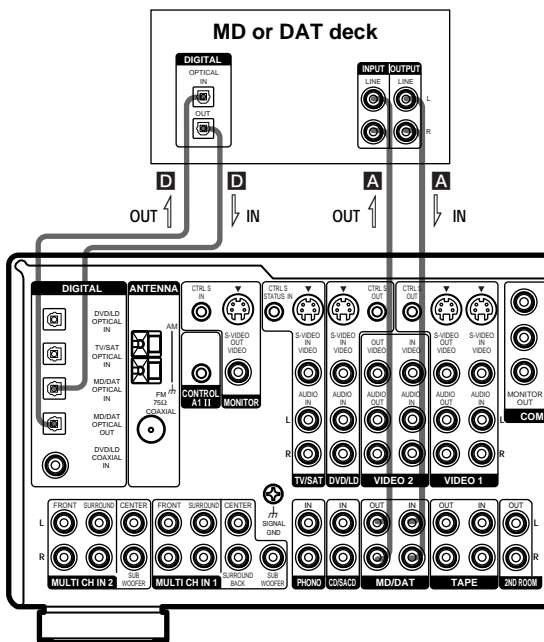 MD or DAT deck
DIGITAL
OPTICAL
IN
OUT
INPUT OUTPUT
LINE LINE
L
R
D D A A
OUT IN OUT IN
DIGITAL
DVD/LD
OPTICAL
IN
TV/SAT
OPTICAL
IN
MD/DAT
OPTICAL
IN
MD/DAT
OPTICAL
OUT
DVD/LD
COAXIAL
IN
ANTENNA
AM
FM
75Ω
COAXIAL
CTRL S
IN
CONTROL
A1 II
S-VIDEO
OUT
VIDEO
MONITOR
CTRL S
STATUS IN
S-VIDEO
IN
VIDEO
AUDIO
IN
L
R
TV/SAT
S-VIDEO
IN
VIDEO
AUDIO
IN
DVD/LD
CTRL S
OUT
OUT
VIDEO
AUDIO
OUT
CTRL S
OUT
IN
VIDEO
AUDIO
IN
VIDEO 2
S-VIDEO
OUT
VIDEO
AUDIO
OUT
S-VIDEO
IN
VIDEO
AUDIO
IN
L
R
VIDEO 1
MONITOR
OUT
COM
FRONT SURROUND CENTER
L
R
SUB
WOOFER
MULTI CH IN 2
FRONT SURROUND CENTER
SURROUND
BACK
SUB
WOOFER
MULTI CH IN 1
SIGNAL
GND
IN
PHONO
IN
CD/SACD
OUT IN
MD/DAT
OUT IN
TAPE
OUT
L
R
2ND ROOM